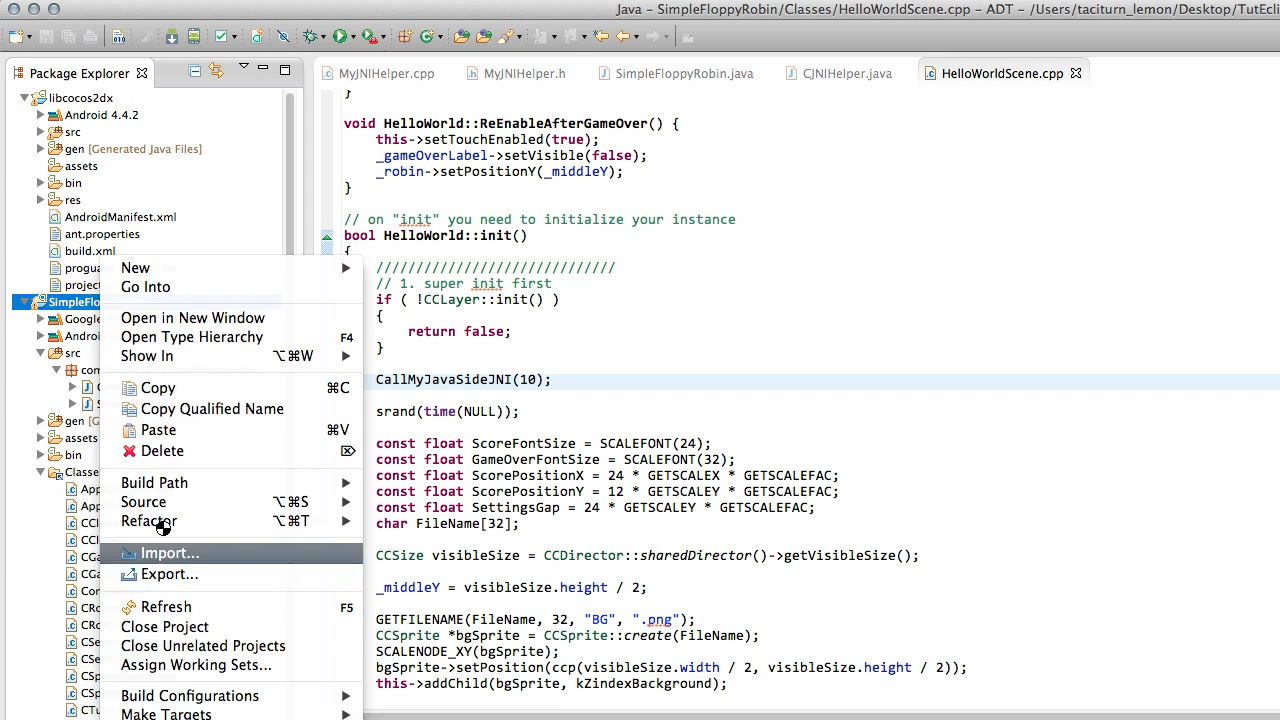 Java – SimpleFloppyRobin/Classes/HelloWorldScene.cpp – ADT – /Users/taciturn_lemon/Desktop/TutEcli
Package Explorer
MyJNIHelper.cpp
MyJNIHelper.h
SimpleFloppyRobin.java
CJNIHelper.java
HelloWorldScene.cpp
libcocos2dx
Android 4.4.2
src
gen [Generated Java Files]
assets
bin
res
AndroidManifest.xml
ant.properties
build.xml
SimpleFlo
src
com
gen
assets
bin
Classes
New
Go Into
Open in New Window
Open Type Hierarchy F4
Show In ⌥⌘W
Copy ⌘C
Copy Qualified Name
Paste ⌘V
Delete ⌦
Build Path
Source ⌥⌘S
Refactor ⌥⌘T
Import...
Export...
Refresh F5
Close Project
Close Unrelated Projects
Assign Working Sets...
Build Configurations
Make Targets
}
void HelloWorld::ReEnableAfterGameOver() {
this->setTouchEnabled(true);
_gameOverLabel->setVisible(false);
_robin->setPositionY(_middleY);
}
// on "init" you need to initialize your instance
bool HelloWorld::init()
{
//////////////////////////////
// 1. super init first
if ( !CCLayer::init() )
{
return false;
}
CallMyJavaSideJNI(10);
srand(time(NULL));
const float ScoreFontSize = SCALEFONT(24);
const float GameOverFontSize = SCALEFONT(32);
const float ScorePositionX = 24 * GETSCALEX * GETSCALEFAC;
const float ScorePositionY = 12 * GETSCALEY * GETSCALEFAC;
const float SettingsGap = 24 * GETSCALEY * GETSCALEFAC;
char FileName[32];
CCSize visibleSize = CCDirector::sharedDirector()->getVisibleSize();
_middleY = visibleSize.height / 2;
GETFILENAME(FileName, 32, "BG", ".png");
CCSprite *bgSprite = CCSprite::create(FileName);
SCALENODE_XY(bgSprite);
bgSprite->setPosition(ccp(visibleSize.width / 2, visibleSize.height / 2));
this->addChild(bgSprite, kZindexBackground);